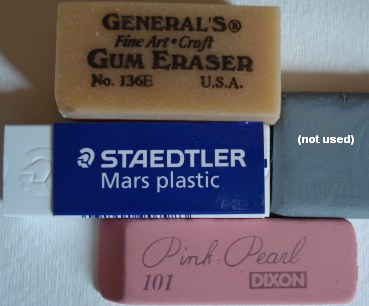 GENERAL'S®
Fine Art • Craft
GUM ERASER
No. 136E U.S.A.
(not used)
STAEDTLER
Mars plastic
Pink Pearl
101 DIXON